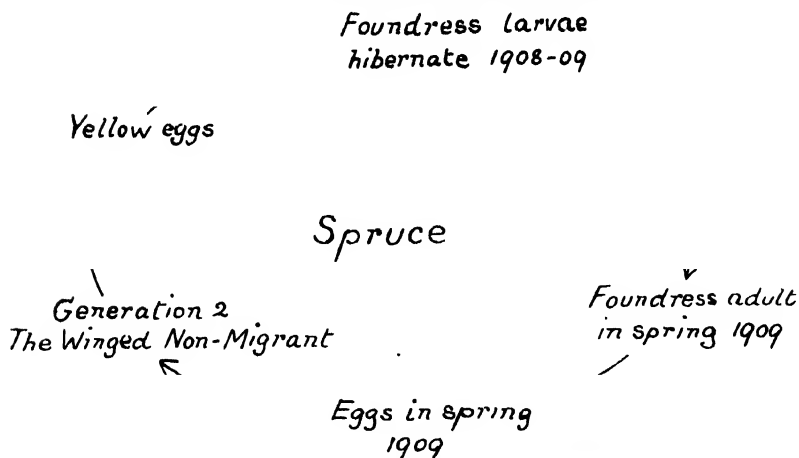 Foundress larvae
hibernate 1908-09
Yellow eggs
Spruce
Generation 2
The Winged Non-Migrant
Foundress adult
in spring 1909
Eggs in spring
1909